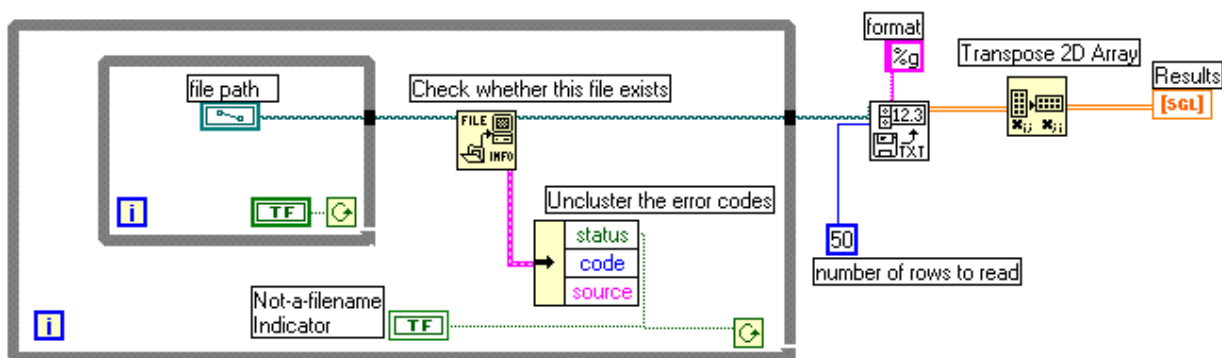 format
%g
Transpose 2D Array
Results
[SGL]
file path
Check whether this file exists
FILE
INFO
12.3
TXT
X i,j X j,i
i
TF
Uncluster the error codes
status
code
source
50
number of rows to read
Not-a-filename
Indicator
TF
i